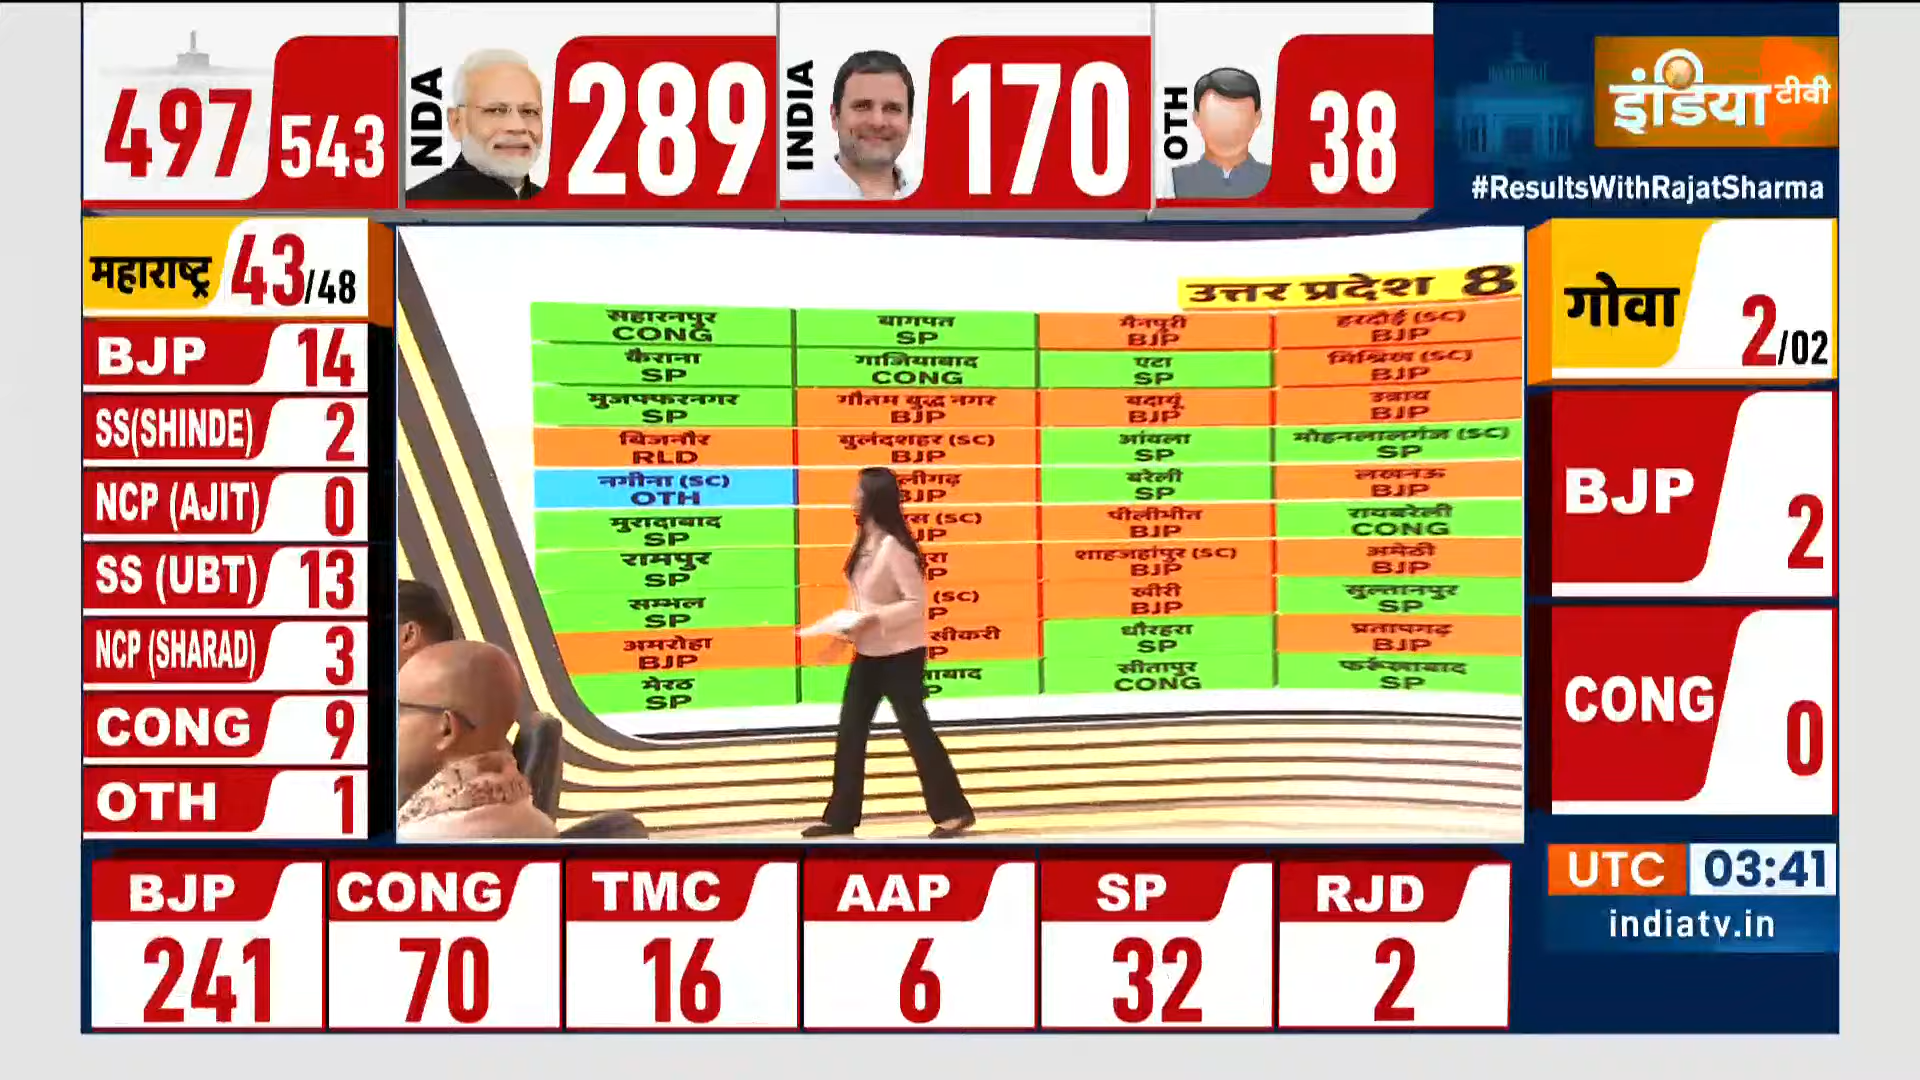 497
543
NDA
289
INDIA
170
OTH
38
इंडिया टीवी
#ResultsWithRajatSharma
महाराष्ट्र
43/48
BJP 14
SS(SHINDE) 2
NCP (AJIT) 0
SS (UBT) 13
NCP (SHARAD) 3
CONG 9
OTH 1
उत्तर प्रदेश 8
सहारनपुर
CONG
कैराना
SP
मुजफ्फरनगर
SP
बिजनौर
RLD
नगीना (SC)
OTH
मुरादाबाद
SP
रामपुर
SP
सम्भल
SP
अमरोहा
BJP
मेरठ
SP
बागपत
SP
गाजियाबाद
CONG
गौतम बुद्ध नगर
BJP
बुलंदशहर (SC)
BJP
(SC)
(SC)
सीकरी
मैनपुरी
BJP
एटा
SP
बदायूं
BJP
आंवला
SP
बरेली
SP
पीलीभीत
BJP
शाहजहांपुर (SC)
BJP
खीरी
BJP
धौरहरा
SP
सीतापुर
CONG
हरदोई (SC)
BJP
मिश्रिख (SC)
BJP
उन्नाव
BJP
मोहनलालगंज (SC)
SP
लखनऊ
BJP
रायबरेली
CONG
अमेठी
BJP
सुल्तानपुर
SP
प्रतापगढ़
BJP
फर्रूखाबाद
SP
गोवा
2/02
BJP
2
CONG
0
UTC 03:41
indiatv.in
BJP
241
CONG
70
TMC
16
AAP
6
SP
32
RJD
2